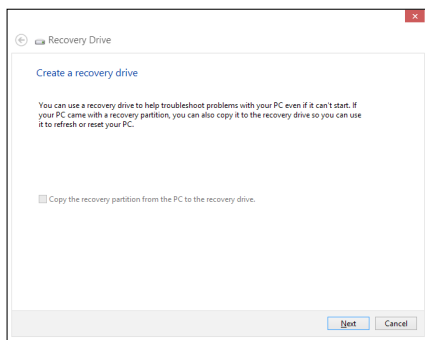 Recovery Drive
Create a recovery drive
You can use a recovery drive to help troubleshoot problems with your PC even if it can't start. If
your PC came with a recovery partition, you can also copy it to the recovery drive so you can use
it to refresh or reset your PC.
Copy the recovery partition from the PC to the recovery drive.
Next Cancel